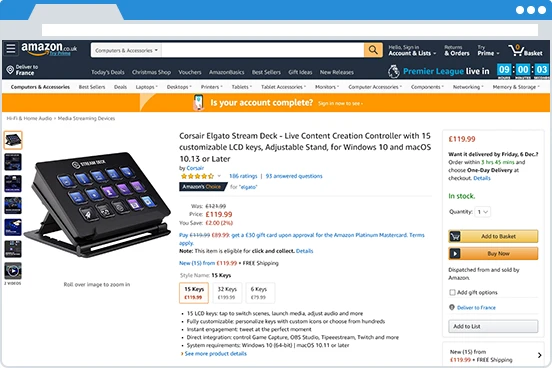 amazon.co.uk
Try Prime
Computers & Accessories
Hello, Sign in
Account & Lists
Returns
& Orders
Try
Prime
0
Basket
Deliver to
France
Today's Deals Christmas Shop Vouchers AmazonBasics Best Sellers Gift Ideas New Releases
Premier League live in 09 : 00 : 03
Computers & Accessories Best Sellers Deals Laptops Desktops Printers Tablets Tablet Accessories Monitors Computer Accessories Components Networking Memory & Storage
Is your account complete? Sign in now to see
Hi-Fi & Home Audio › Media Streaming Devices
Corsair Elgato Stream Deck - Live Content Creation Controller with 15
customizable LCD keys, Adjustable Stand, for Windows 10 and macOS
10.13 or Later
by Corsair
186 ratings | 93 answered questions
Amazon's Choice for "elgato"
Was: £121.99
Price: £119.99
You Save: £2.00 (2%)
Pay £119.99 £89.99: get a £30 gift card upon approval for the Amazon Platinum Mastercard. Terms
apply.
Note: This item is eligible for click and collect. Details
New (15) from £119.99 + FREE Shipping
Style Name: 15 Keys
15 Keys
£119.99
32 Keys
£199.99
6 Keys
£79.99
• 15 LCD keys: tap to switch scenes, launch media, adjust audio and more
• Fully customizable: personalize keys with custom icons or choose from hundreds
• Instant engagement: tweet at the perfect moment
• Direct integration: control Game Capture, OBS Studio, Tipeeestream, Twitch and more
• System requirements: Windows 10 (64-bit) | macOS 10.11 or later
› See more product details
STREAM DECK
Roll over image to zoom in
2 VIDEOS
£119.99
Want it delivered by Friday, 6 Dec.?
Order within 3 hrs 45 mins and
choose One-Day Delivery at
checkout. Details
In stock.
Quantity: 1
Add to Basket
Buy Now
Dispatched from and sold by
Amazon.
Add gift options
Deliver to France
Add to List
New (15) from
£119.99 + FREE Shipping